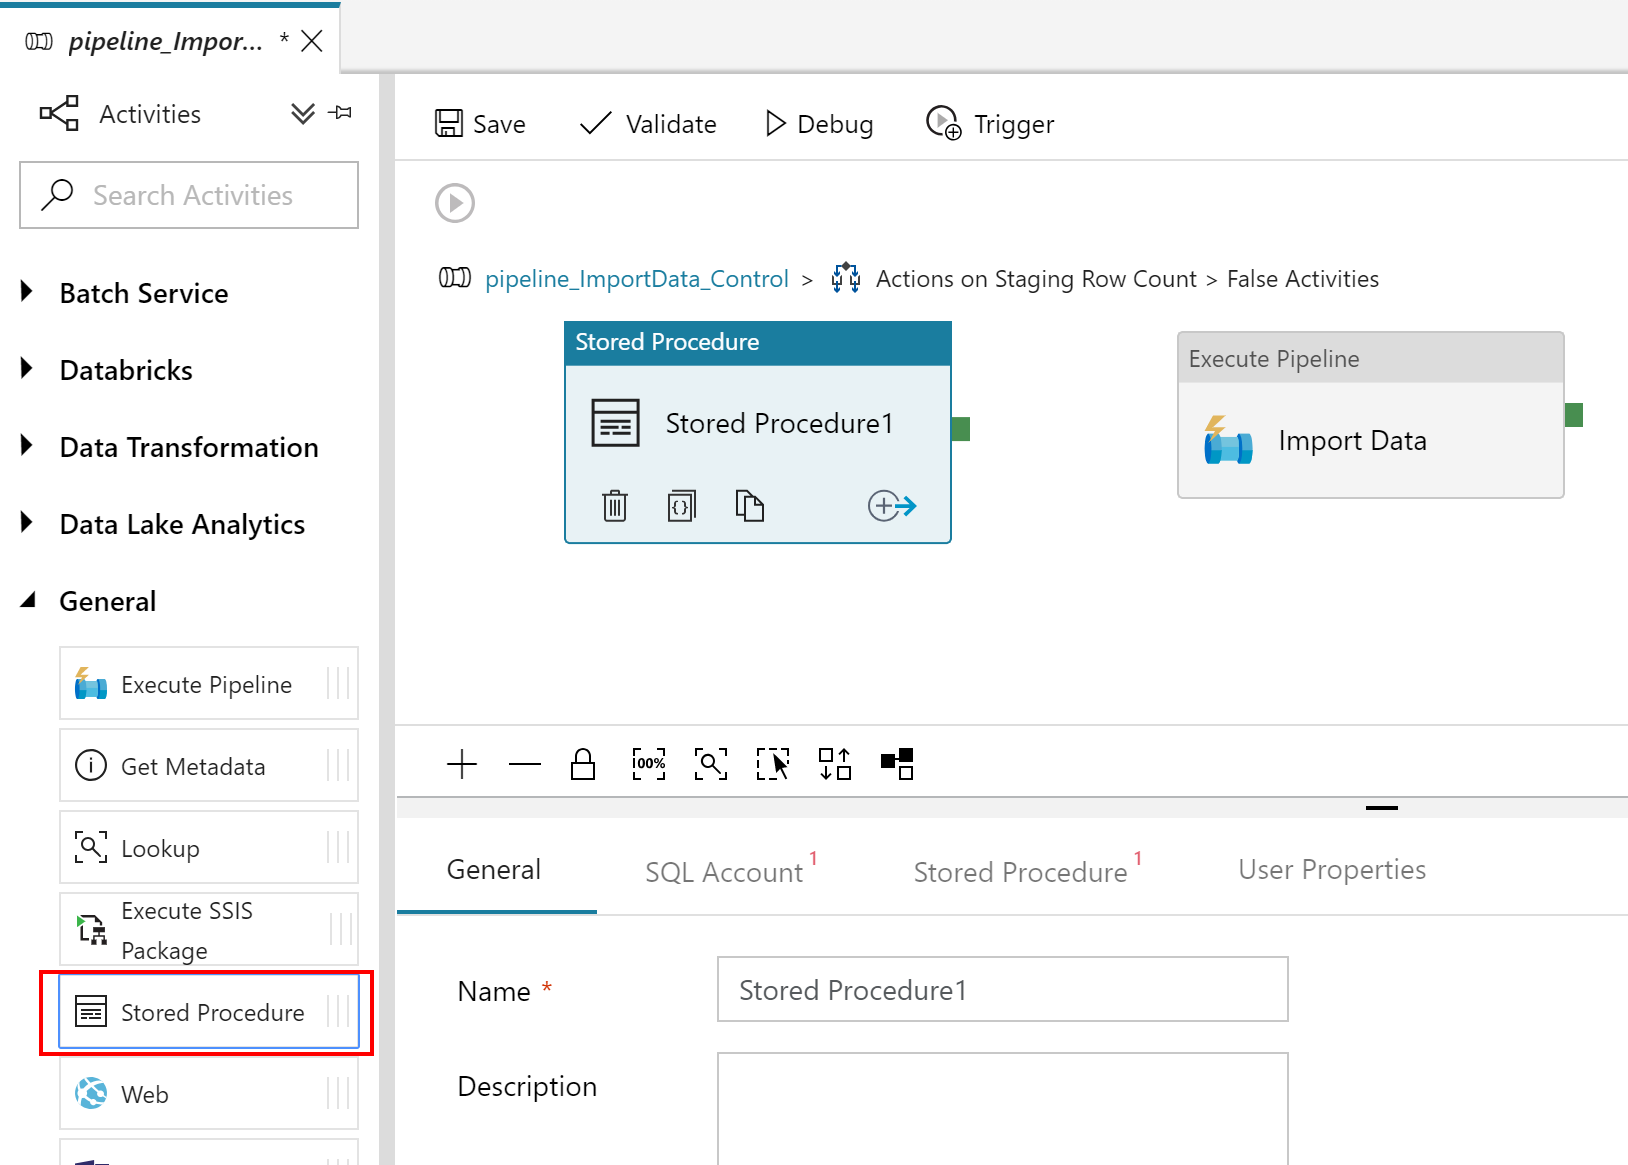 pipeline_Impor... *
Activities
Search Activities
Batch Service
Databricks
Data Transformation
Data Lake Analytics
General
Execute Pipeline
Get Metadata
Lookup
Execute SSIS
Package
Stored Procedure
Web
Save Validate Debug Trigger
pipeline_ImportData_Control > Actions on Staging Row Count > False Activities
Stored Procedure
Stored Procedure1
{}
Execute Pipeline
Import Data
100%
General SQL Account 1 Stored Procedure 1 User Properties
Name * Stored Procedure1
Description